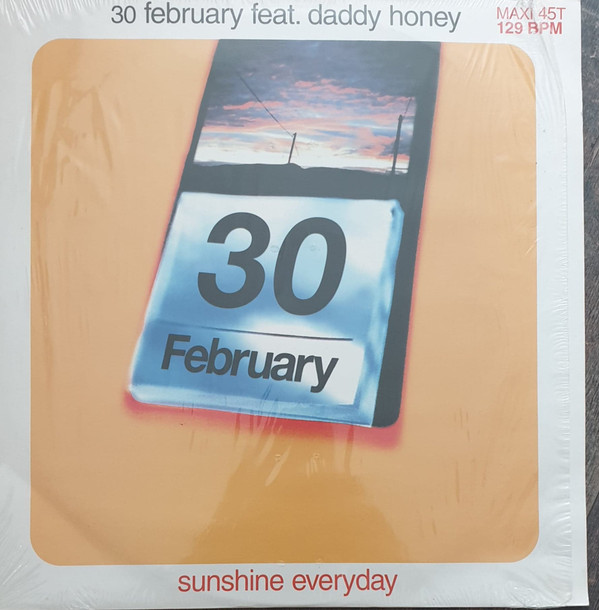 30 february feat. daddy honey
MAXI 45T
129 BPM
30
February
sunshine everyday